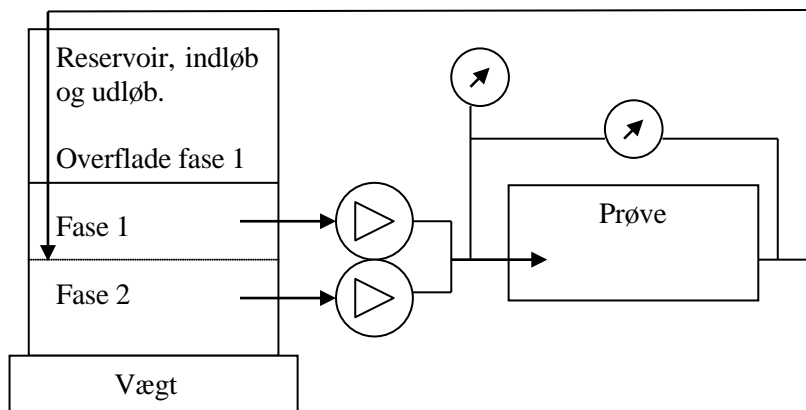 Reservoir, indløb
og udløb.
Overflade fase 1
Fase 1
Fase 2
Vægt
Prøve